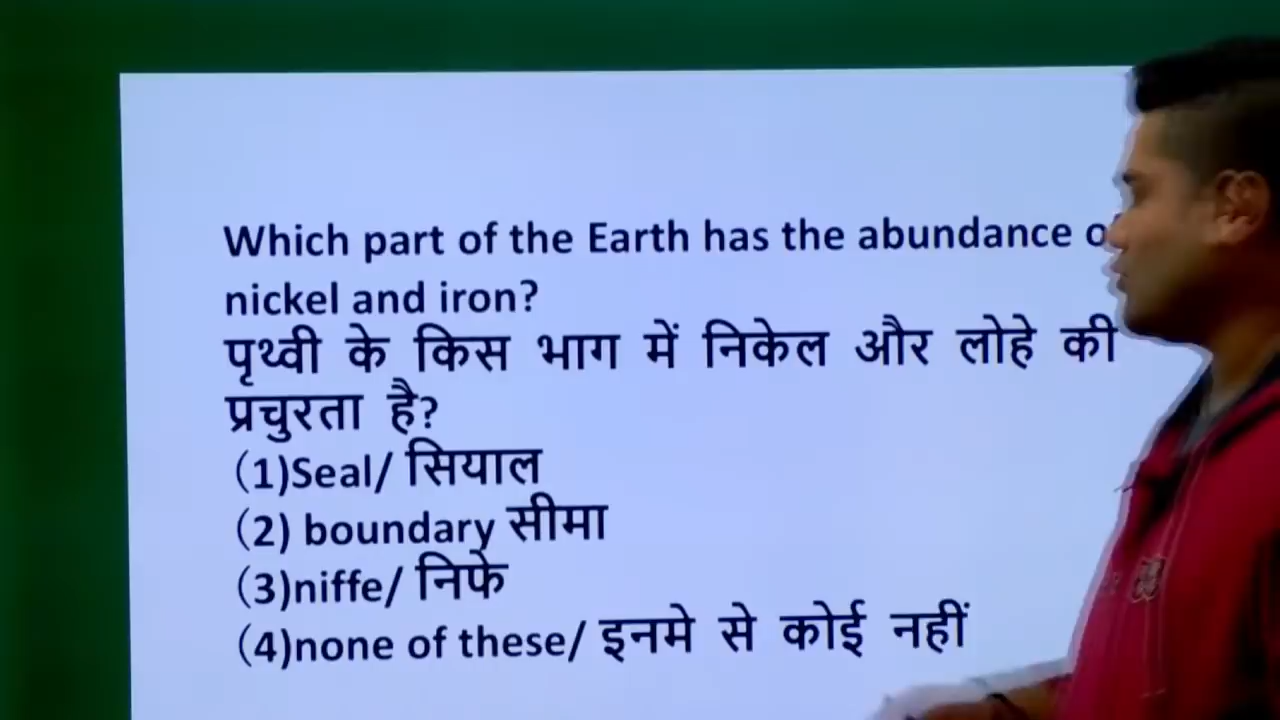 Which part of the Earth has the abundance
nickel and iron?
पृथ्वी के किस भाग में निकेल और लोहे की
प्रचुरता है?
(1)Seal/ सियाल
(2) boundary सीमा
(3)niffe/ निफे
(4)none of these/ इनमे से कोई नहीं